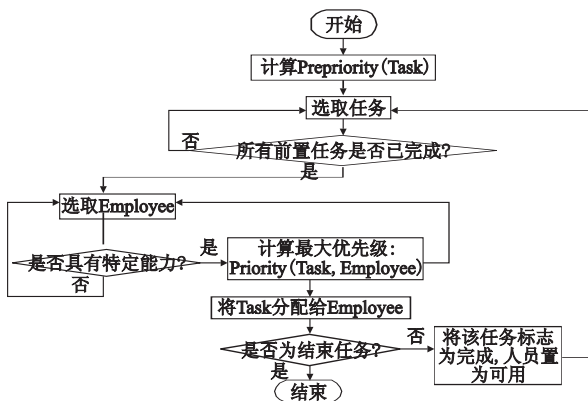 开始
计算Prepriority(Task)
选取任务
否
所有前置任务是否已完成?
是
选取Employee
是否具有特定能力?
是
否
计算最大优先级:
Priority(Task, Employee)
将Task分配给Employee
是否为结束任务?
否
是
将该任务标志
为完成,人员置
为可用
结束